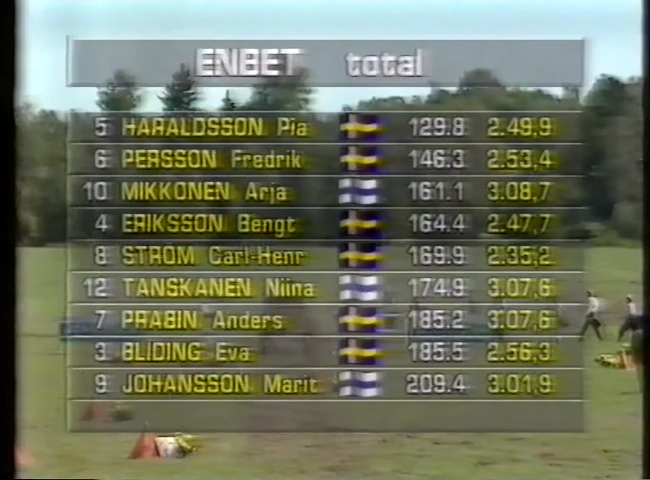 ENBET total
5 HARALDSSON Pia 129.8 2.49,9
6 PERSSON Fredrik 146.3 2.53,4
10 MIKKONEN Arja 161.1 3.08,7
4 ERIKSSON Bengt 164.4 2.47,7
8 STRÖM Carl-Henr 169.9 2.35,2
12 TANSKANEN Niina 174.9 3.07,6
7 PRABIN Anders 185.2 3.07,6
3 BLIDING Eva 185.5 2.56,3
9 JOHANSSON Marit 209.4 3.01,9